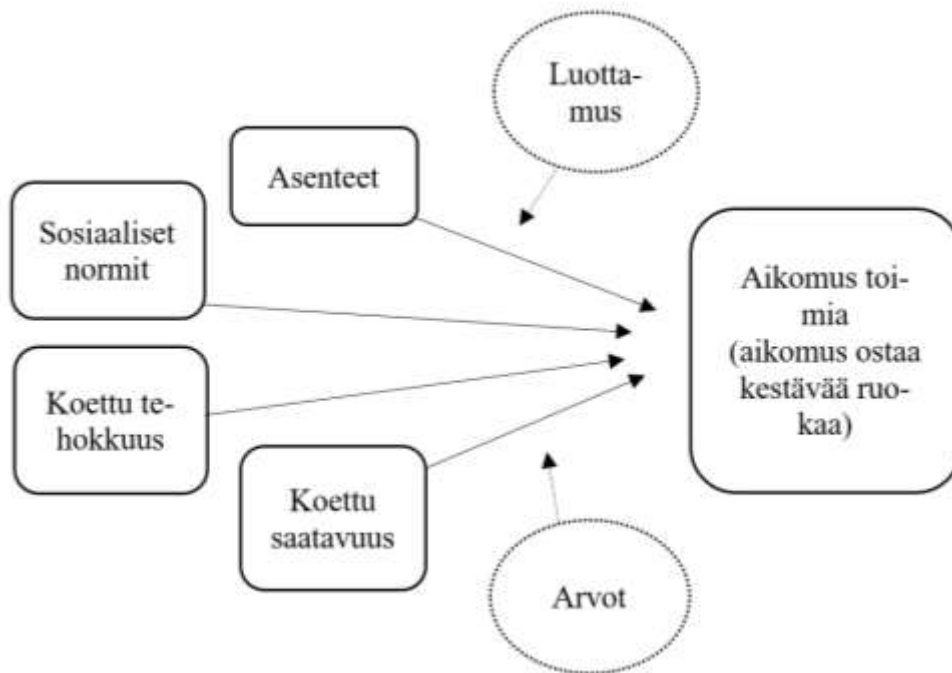 Luotta-
mus
Asenteet
Sosiaaliset
normit
Koettu te-
hokkuus
Koettu
saatavuus
Arvot
Aikomus toi-
mia
(aikomus ostaa
kestävää ruo-
kaa)